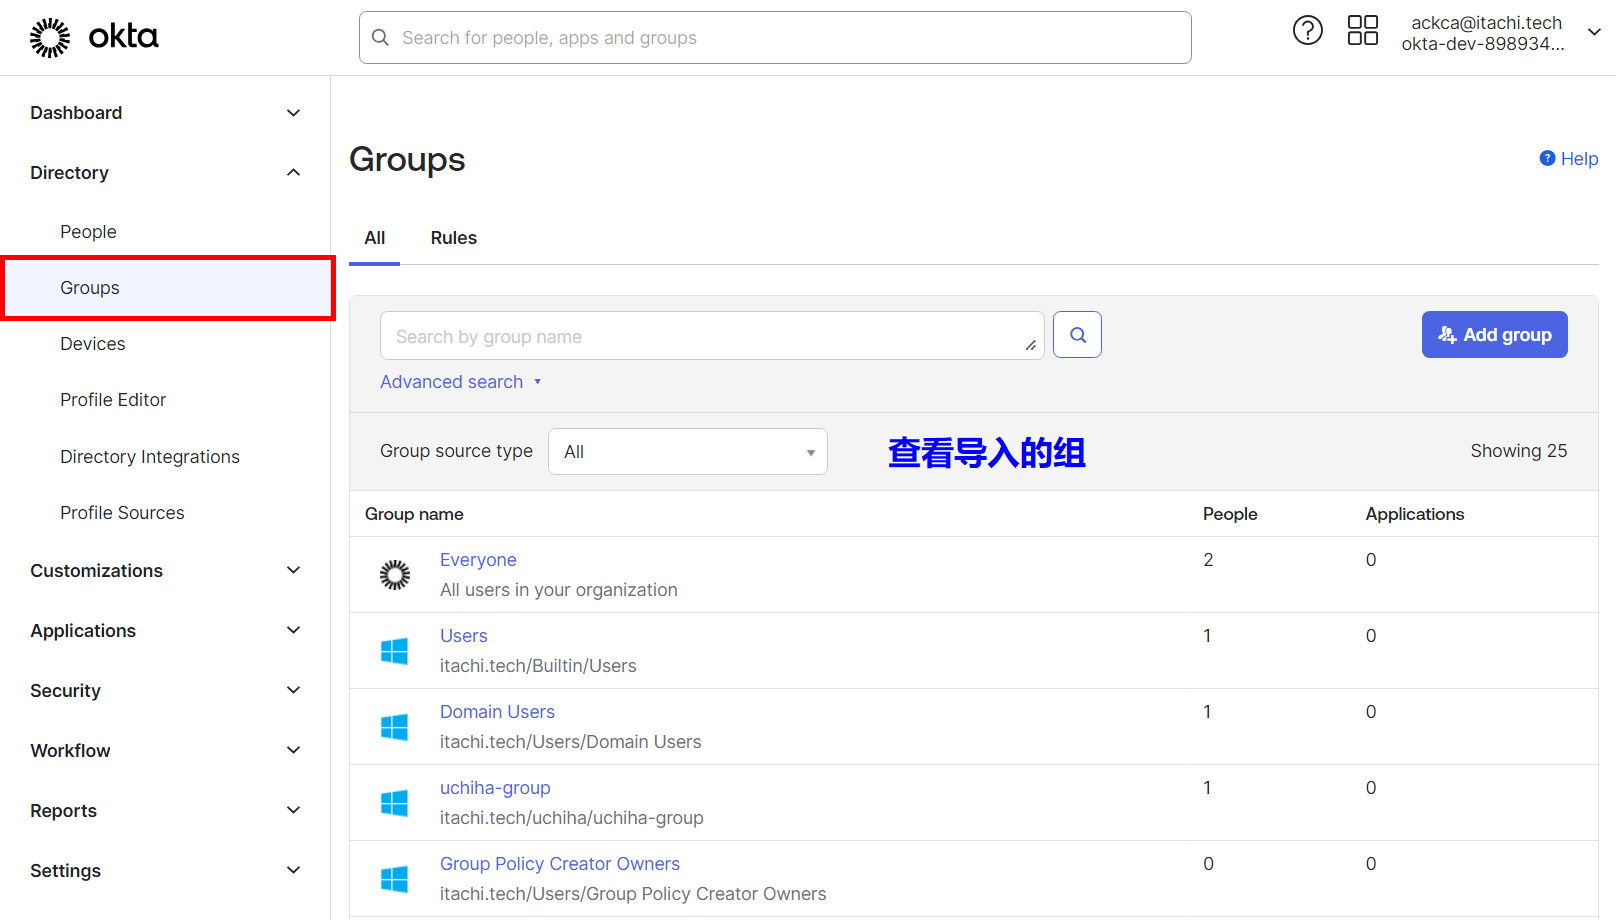 okta
Search for people, apps and groups
ackca@itachi.tech
okta-dev-898934...
Dashboard
Directory
People
Groups
Devices
Profile Editor
Directory Integrations
Profile Sources
Customizations
Applications
Security
Workflow
Reports
Settings
Groups
Help
All
Rules
Search by group name
Add group
Advanced search
Group source type
All
查看导入的组
Showing 25
Group name
People
Applications
Everyone
2
0
All users in your organization
Users
1
0
itachi.tech/Builtin/Users
Domain Users
1
0
itachi.tech/Users/Domain Users
uchiha-group
1
0
itachi.tech/uchiha/uchiha-group
Group Policy Creator Owners
0
0
itachi.tech/Users/Group Policy Creator Owners